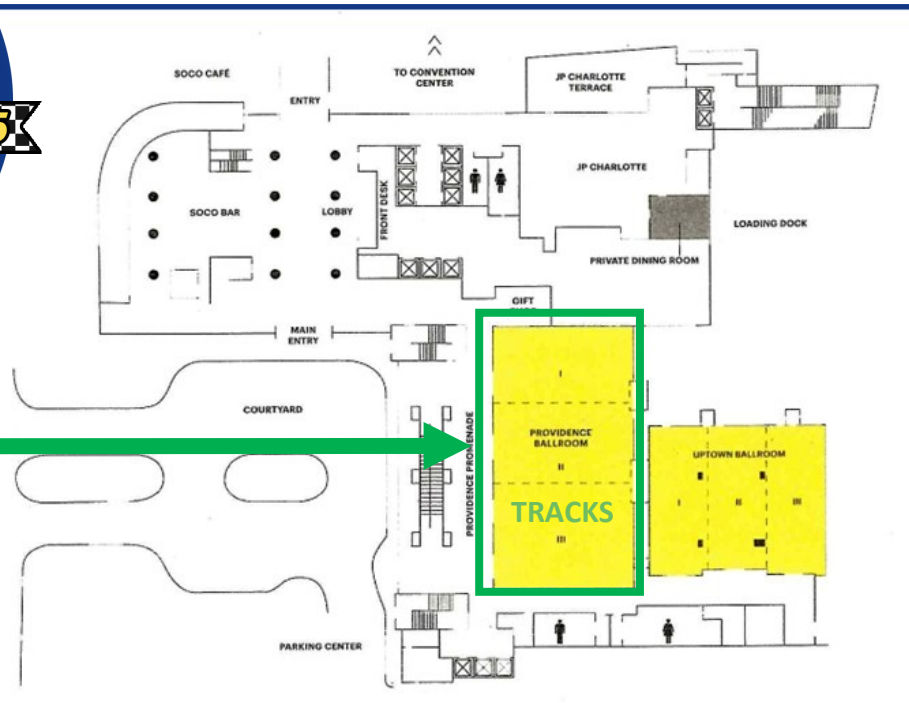 SOCO CAFÉ
ENTRY
TO CONVENTION
CENTER
JP CHARLOTTE
TERRACE
5
JP CHARLOTTE
SOCO BAR
LOBBY
FRONT DESK
LOADING DOCK
PRIVATE DINING ROOM
GIFT
MAIN
ENTRY
COURTYARD
PROVIDENCE PROMENADE
I
PROVIDENCE
BALLROOM
II
TRACKS
III
UPTOWN BALLROOM
I
II
III
PARKING CENTER